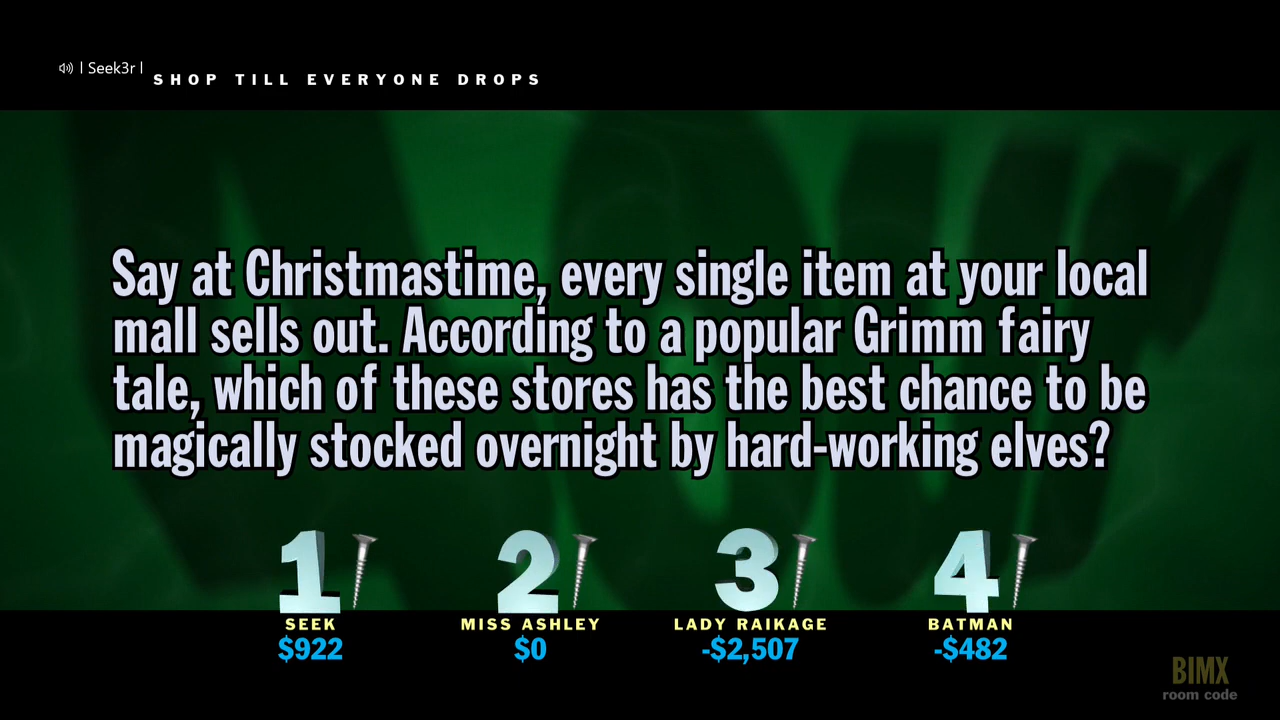 | Seek3r |
SHOP TILL EVERYONE DROPS
Say at Christmastime, every single item at your local
mall sells out. According to a popular Grimm fairy
tale, which of these stores has the best chance to be
magically stocked overnight by hard-working elves?
1 2 3 4
SEEK MISS ASHLEY LADY RAIKAGE BATMAN
$922 $0 -$2,507 -$482
BIMX
room code